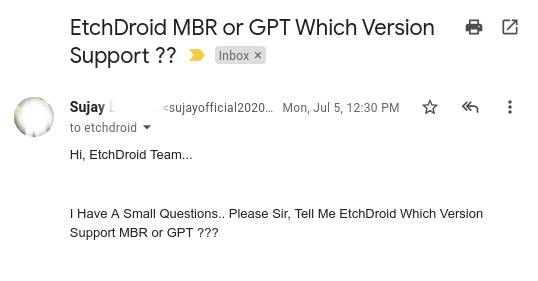 EtchDroid MBR or GPT Which Version
Support ??
Inbox
Sujay
<sujayofficial2020...
Mon, Jul 5, 12:30 PM
to etchdroid
Hi, EtchDroid Team...
I Have A Small Questions.. Please Sir, Tell Me EtchDroid Which Version
Support MBR or GPT ???